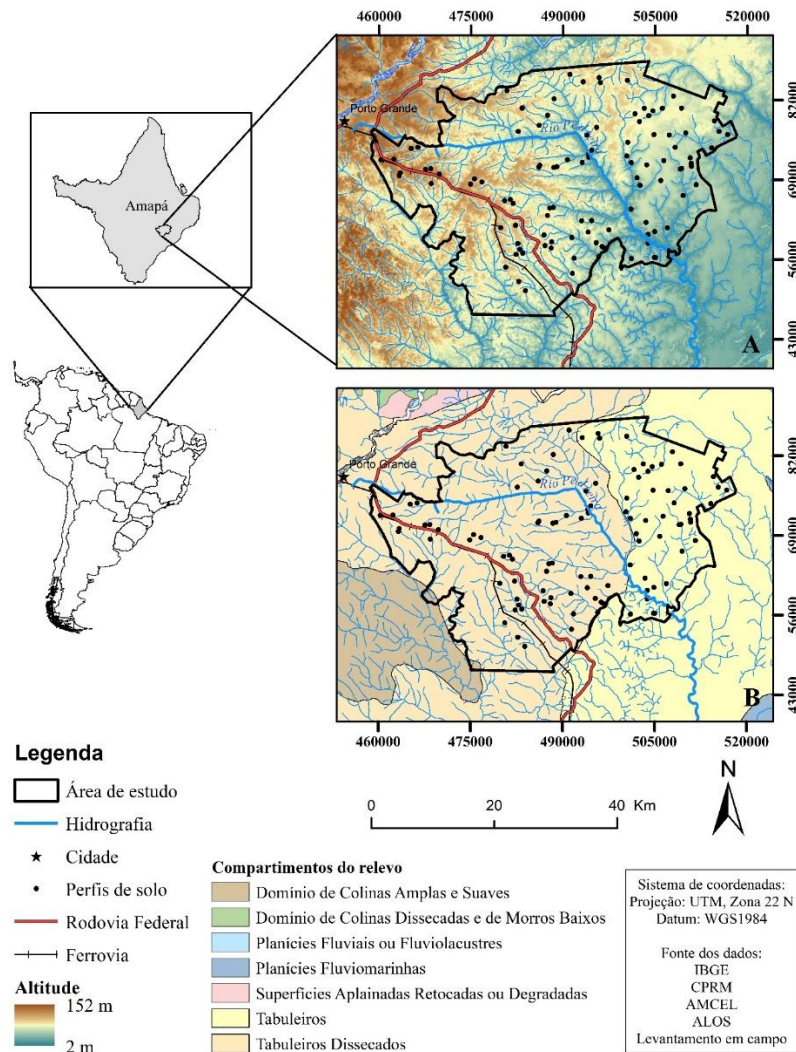 460000 475000 490000 505000 520000
Porto Grande
Rio Pedreira
82000
69000
56000
43000
A
Amapá
Porto Grande
Rio Pedreira
82000
69000
56000
43000
B
460000 475000 490000 505000 520000
N
0 20 40 Km
Legenda
Área de estudo
Hidrografia
Cidade
Perfis de solo
Rodovia Federal
Ferrovia
Altitude
152 m
2 m
Compartimentos do relevo
Domínio de Colinas Amplas e Suaves
Domínio de Colinas Dissecadas e de Morros Baixos
Planícies Fluviais ou Fluviolacustres
Planícies Fluviomarinhas
Superfícies Aplainadas Retocadas ou Degradadas
Tabuleiros
Tabuleiros Dissecados
Sistema de coordenadas:
Projeção: UTM, Zona 22 N
Datum: WGS1984
Fonte dos dados:
IBGE
CPRM
AMCEL
ALOS
Levantamento em campo